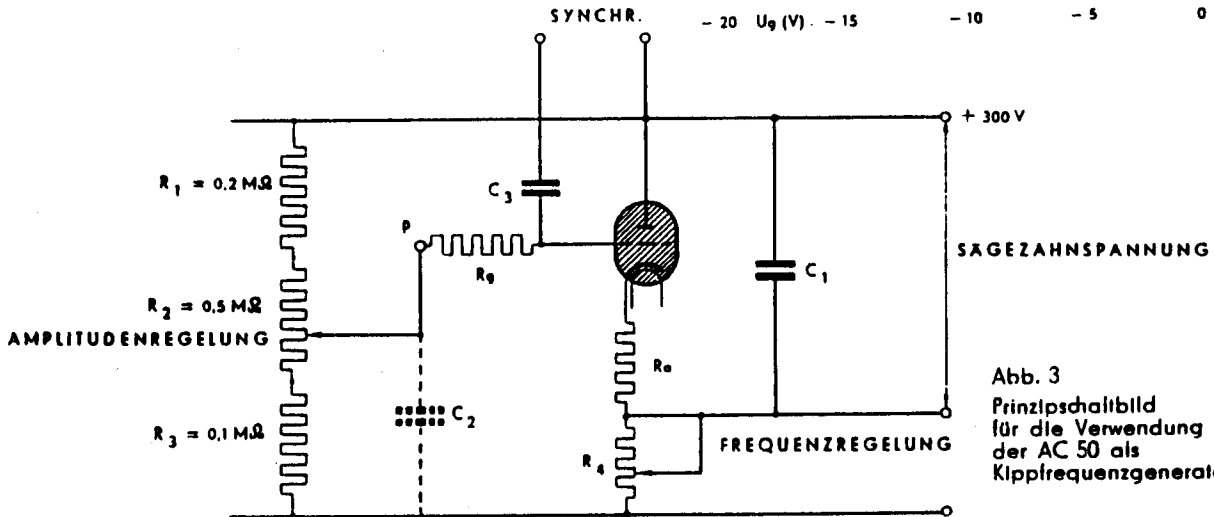 SYNCHR.
- 20 Ug (V) - 15 - 10 - 5 0
+ 300 V
R1 = 0,2 MΩ
C3
P
Rg
SÄGEZAHNSPANNUNG
C1
R2 = 0,5 MΩ
AMPLITUDENREGELUNG
Ra
C2
R3 = 0,1 MΩ
R4
FREQUENZREGELUNG
Abb. 3
Prinzipschaltbild
für die Verwendung
der AC 50 als
Kippfrequenzgenerat